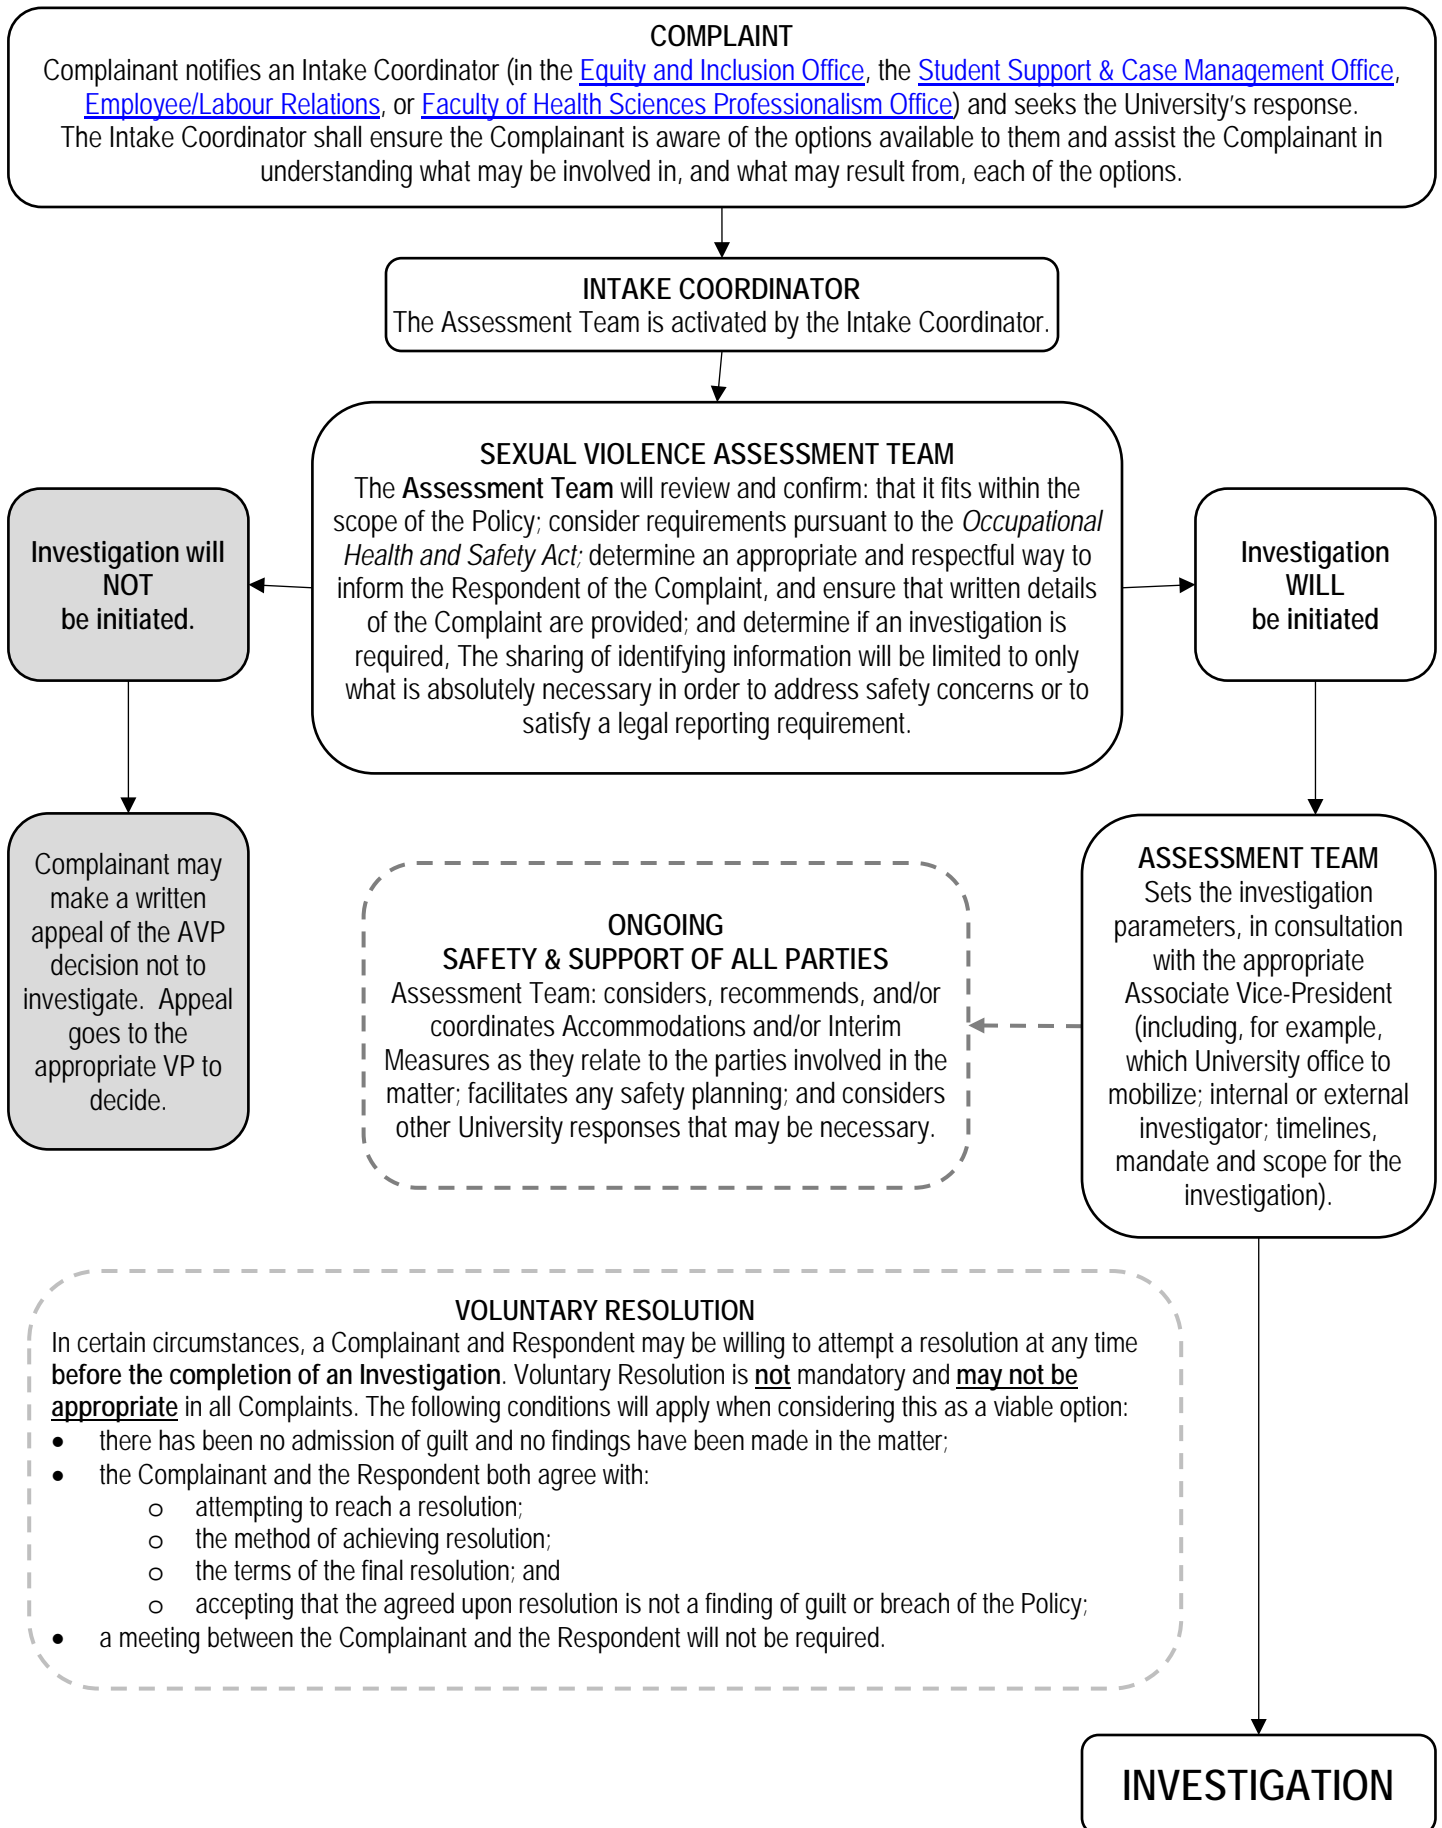 COMPLAINT
Complainant notifies an Intake Coordinator (in the Equity and Inclusion Office, the Student Support & Case Management Office,
Employee/Labour Relations, or Faculty of Health Sciences Professionalism Office) and seeks the University's response.
The Intake Coordinator shall ensure the Complainant is aware of the options available to them and assist the Complainant in
understanding what may be involved in, and what may result from, each of the options.
INTAKE COORDINATOR
The Assessment Team is activated by the Intake Coordinator.
SEXUAL VIOLENCE ASSESSMENT TEAM
The Assessment Team will review and confirm: that it fits within the
scope of the Policy; consider requirements pursuant to the Occupational
Health and Safety Act; determine an appropriate and respectful way to
inform the Respondent of the Complaint, and ensure that written details
of the Complaint are provided; and determine if an investigation is
required, The sharing of identifying information will be limited to only
what is absolutely necessary in order to address safety concerns or to
satisfy a legal reporting requirement.
Investigation will
NOT
be initiated.
Investigation
WILL
be initiated
Complainant may
make a written
appeal of the AVP
decision not to
investigate.  Appeal
goes to the
appropriate VP to
decide.
ONGOING
SAFETY & SUPPORT OF ALL PARTIES
Assessment Team: considers, recommends, and/or
coordinates Accommodations and/or Interim
Measures as they relate to the parties involved in the
matter; facilitates any safety planning; and considers
other University responses that may be necessary.
ASSESSMENT TEAM
Sets the investigation
parameters, in consultation
with the appropriate
Associate Vice-President
(including, for example,
which University office to
mobilize; internal or external
investigator; timelines,
mandate and scope for the
investigation).
VOLUNTARY RESOLUTION
In certain circumstances, a Complainant and Respondent may be willing to attempt a resolution at any time
before the completion of an Investigation. Voluntary Resolution is not mandatory and may not be
appropriate in all Complaints. The following conditions will apply when considering this as a viable option:
• there has been no admission of guilt and no findings have been made in the matter;
• the Complainant and the Respondent both agree with:
o attempting to reach a resolution;
o the method of achieving resolution;
o the terms of the final resolution; and
o accepting that the agreed upon resolution is not a finding of guilt or breach of the Policy;
• a meeting between the Complainant and the Respondent will not be required.
INVESTIGATION